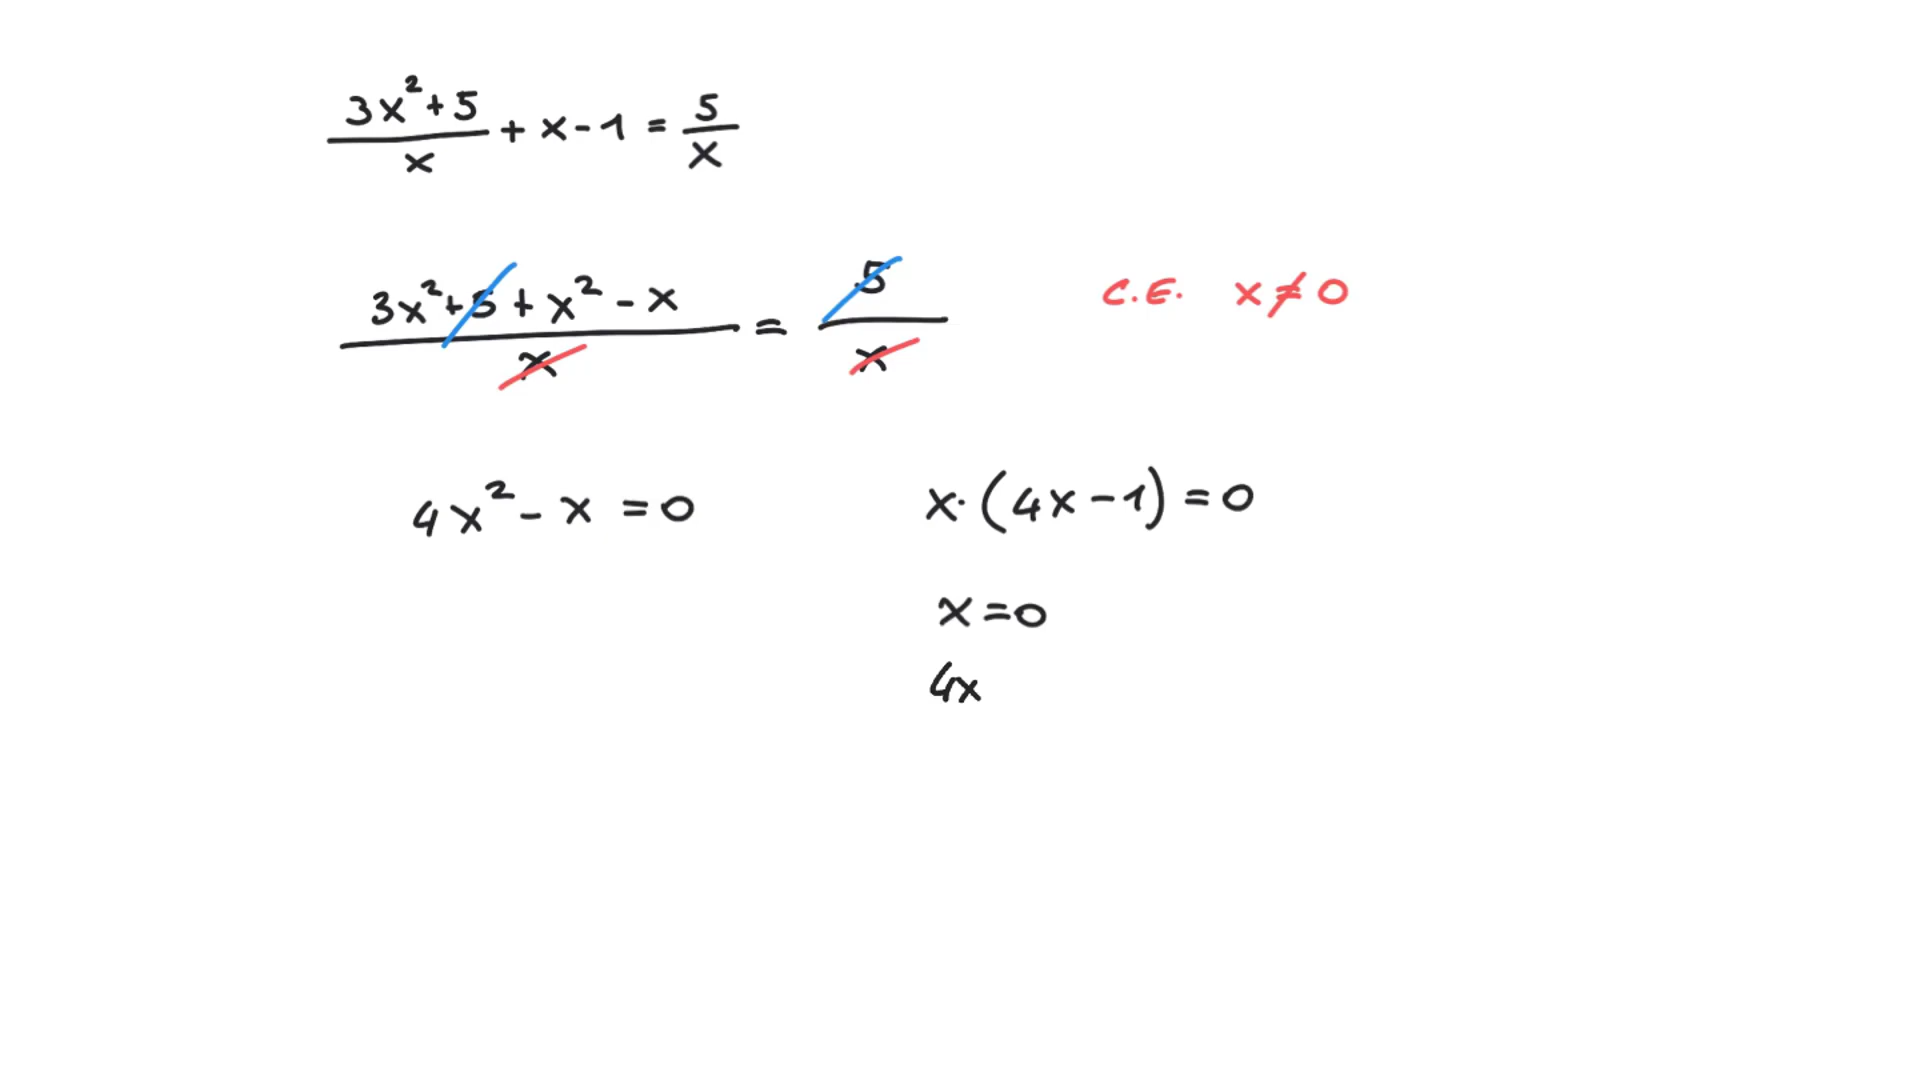 (3x²+5)/x + x - 1 = 5/x
(3x²+5+x²-x)/x = 5/x C.E. x ≠ 0
4x² - x = 0 x·(4x-1) = 0
x = 0
4x